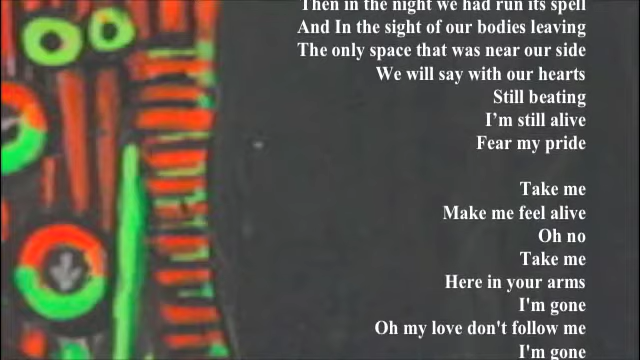 Then in the night we had run its spell
And In the sight of our bodies leaving
The only space that was near our side
We will say with our hearts
Still beating
I'm still alive
Fear my pride
Take me
Make me feel alive
Oh no
Take me
Here in your arms
I'm gone
Oh my love don't follow me
I'm gone